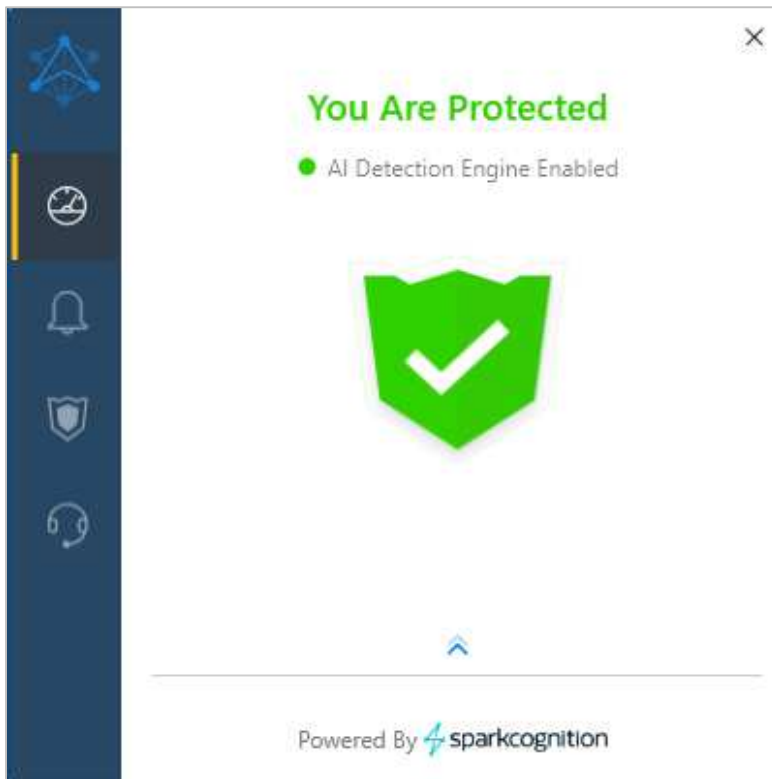 You Are Protected
AI Detection Engine Enabled
Powered By sparkcognition